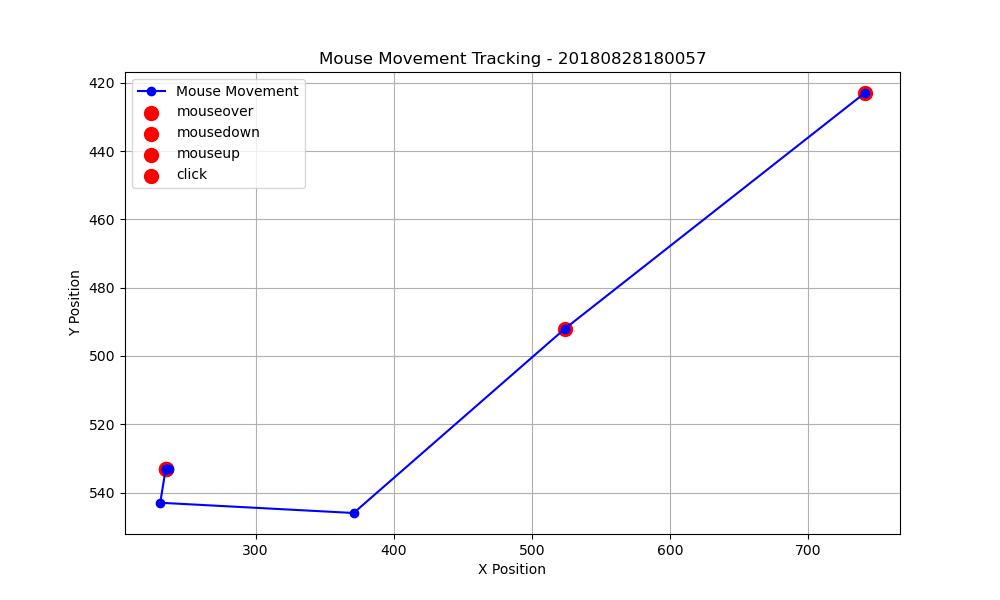 Mouse Movement Tracking - 20180828180057
Mouse Movement
mouseover
mousedown
mouseup
click
420
440
460
480
500
520
540
Y Position
300 400 500 600 700
X Position